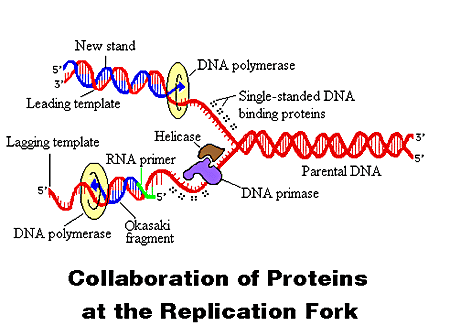 New stand
DNA polymerase
5'
3'
Leading template
Single-standed DNA
binding proteins
Lagging template
Helicase
3'
5'
RNA primer
Parental DNA
5'
5'
DNA primase
DNA polymerase
Okasaki
fragment
Collaboration of Proteins
at the Replication Fork